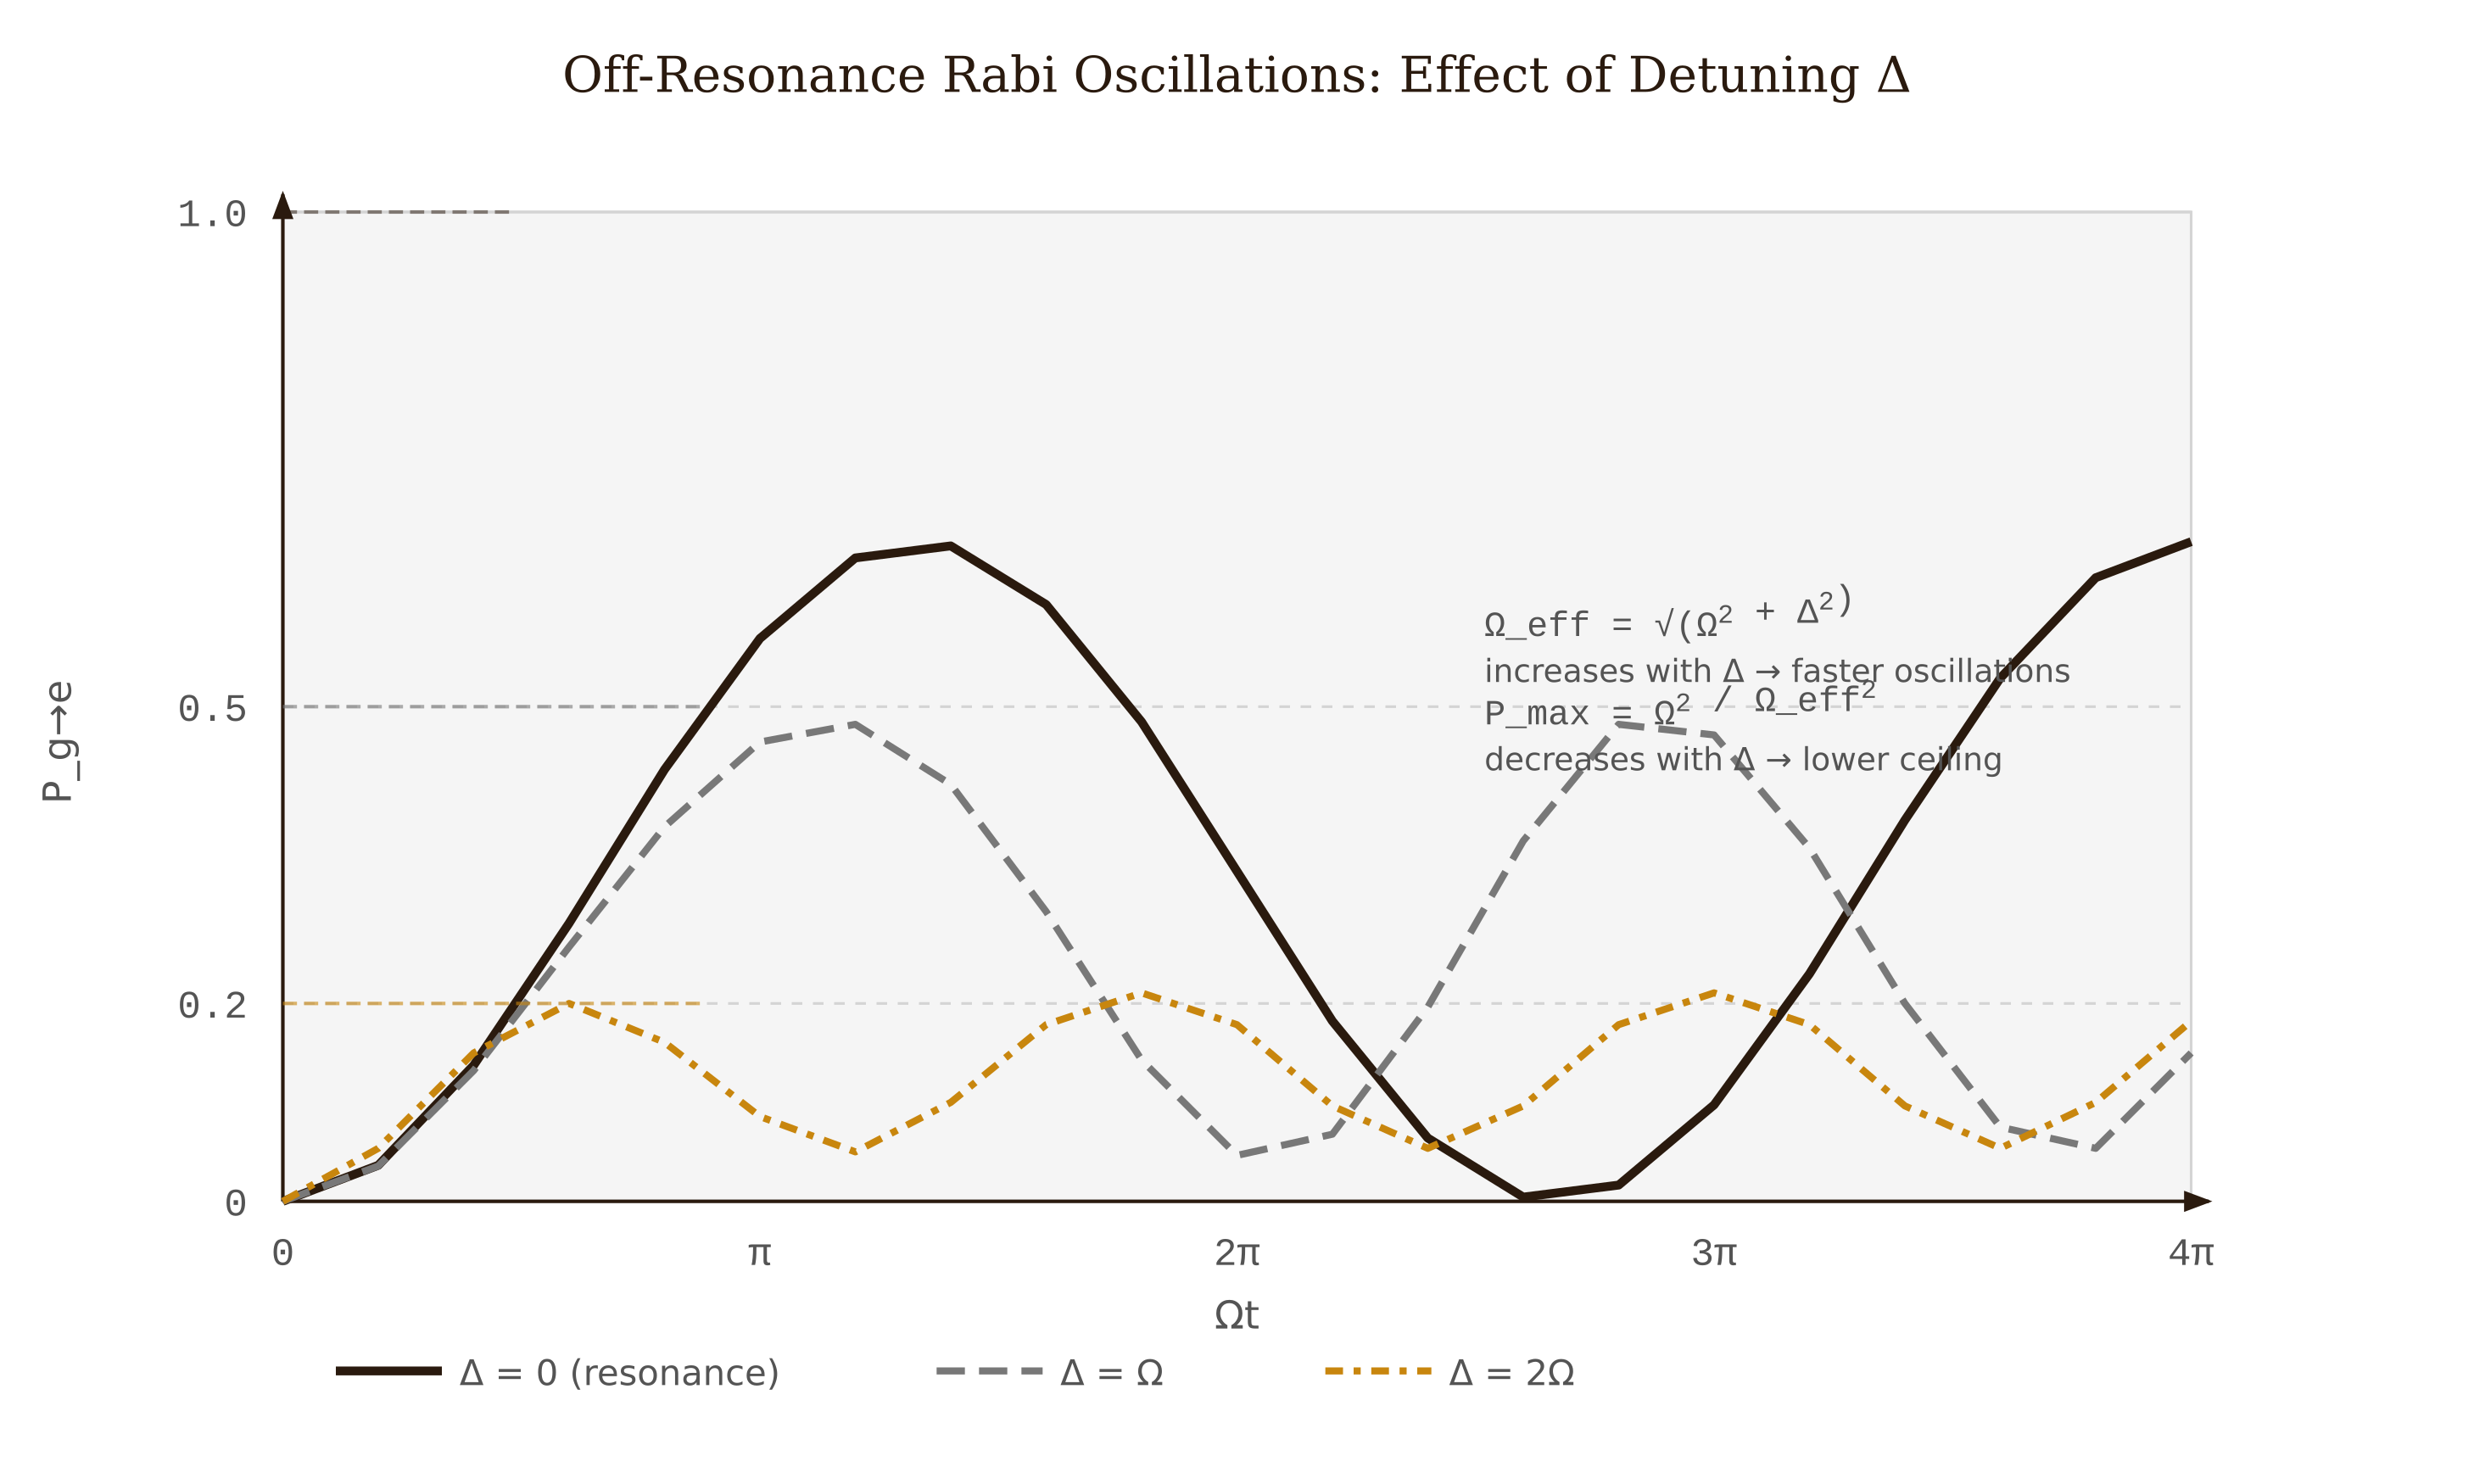 Off-Resonance Rabi Oscillations: Effect of Detuning Δ
1.0
0.5
0.2
0
P_g→e
Ω_eff = √(Ω² + Δ²)
increases with Δ → faster oscillations
P_max = Ω² / Ω_eff²
decreases with Δ → lower ceiling
0 π 2π 3π 4π
Ωt
Δ = 0 (resonance) Δ = Ω Δ = 2Ω